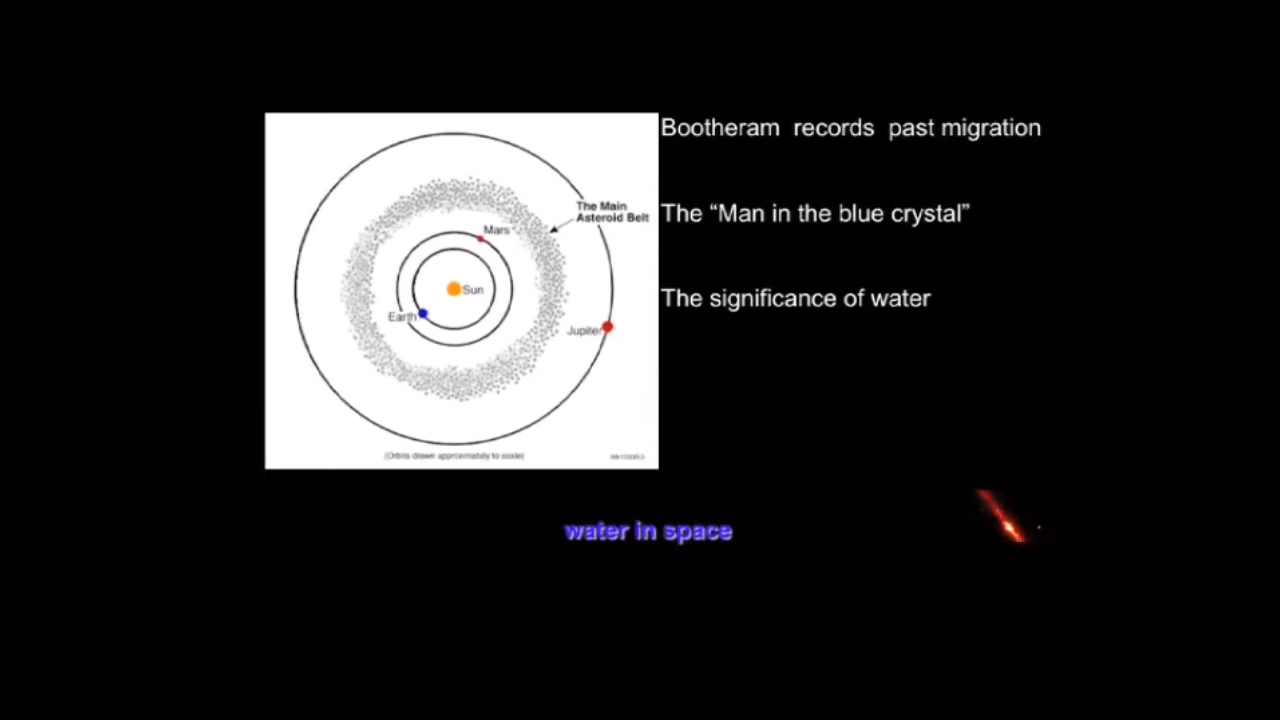 Bootheram records past migration
The “Man in the blue crystal”
The significance of water
The Main
Asteroid Belt
Mars
Sun
Earth
Jupiter
(Orbits drawn approximately to scale)
water in space